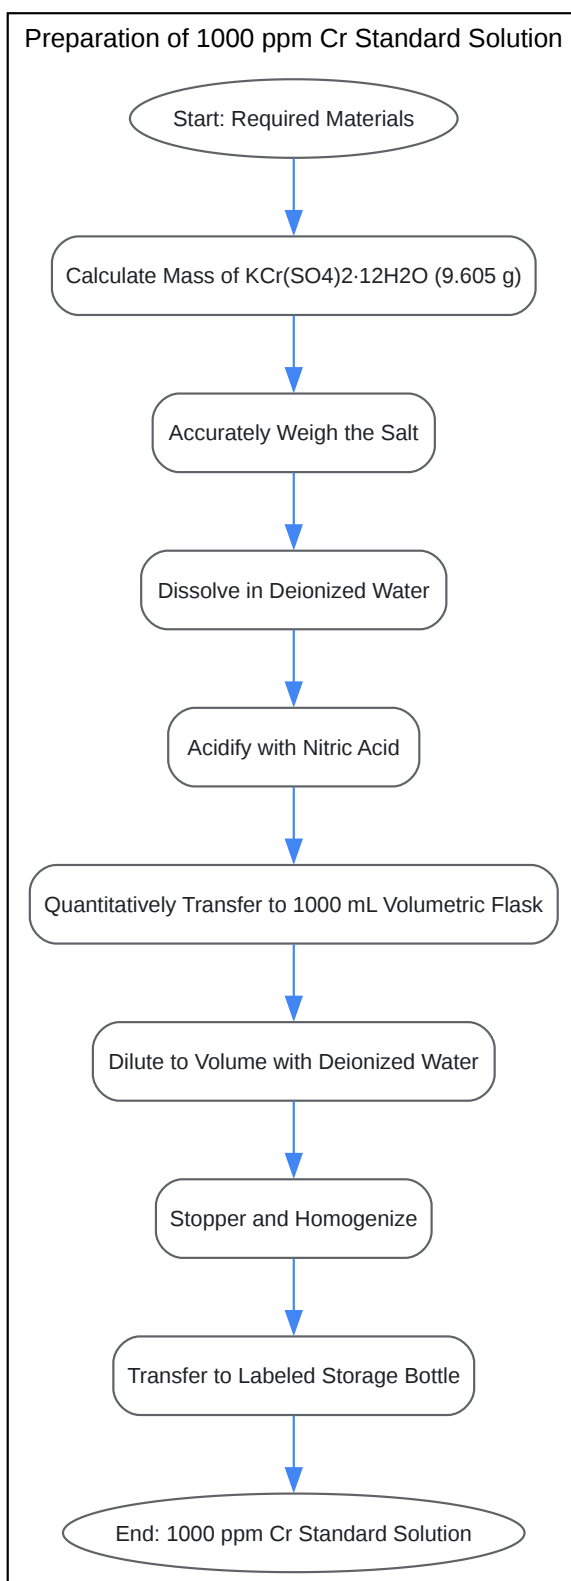 Preparation of 1000 ppm Cr Standard Solution
Start: Required Materials
Calculate Mass of KCr(SO4)2·12H2O (9.605 g)
Accurately Weigh the Salt
Dissolve in Deionized Water
Acidify with Nitric Acid
Quantitatively Transfer to 1000 mL Volumetric Flask
Dilute to Volume with Deionized Water
Stopper and Homogenize
Transfer to Labeled Storage Bottle
End: 1000 ppm Cr Standard Solution